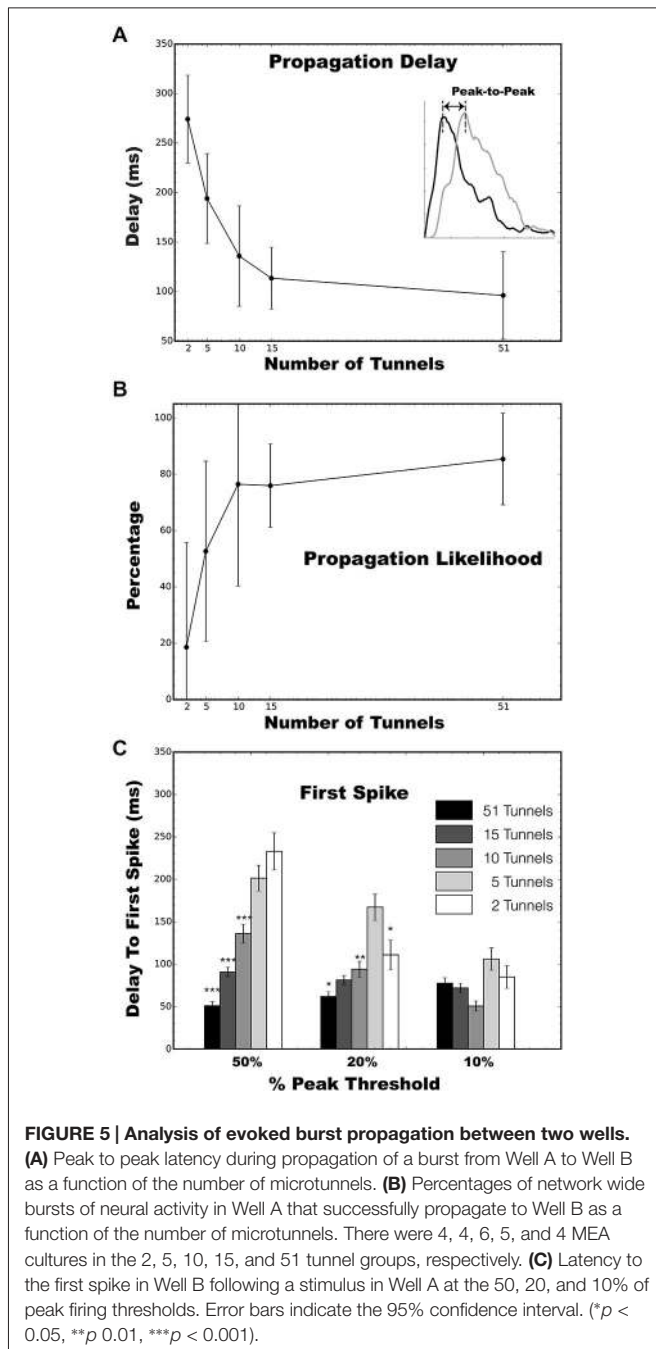 A
Propagation Delay
Peak-to-Peak
350
300
250
200
150
100
50
Delay (ms)
2 5 10 15 51
Number of Tunnels
B
100
80
60
40
20
0
Percentage
Propagation Likelihood
2 5 10 15 51
Number of Tunnels
C
350
300
250
200
150
100
50
0
Delay To First Spike (ms)
First Spike
51 Tunnels
15 Tunnels
10 Tunnels
5 Tunnels
2 Tunnels
*** *** ***
* ** *
50% 20% 10%
% Peak Threshold
FIGURE 5 | Analysis of evoked burst propagation between two wells.
(A) Peak to peak latency during propagation of a burst from Well A to Well B
as a function of the number of microtunnels. (B) Percentages of network wide
bursts of neural activity in Well A that successfully propagate to Well B as a
function of the number of microtunnels. There were 4, 4, 6, 5, and 4 MEA
cultures in the 2, 5, 10, 15, and 51 tunnel groups, respectively. (C) Latency to
the first spike in Well B following a stimulus in Well A at the 50, 20, and 10% of
peak firing thresholds. Error bars indicate the 95% confidence interval. (*p <
0.05, **p 0.01, ***p < 0.001).